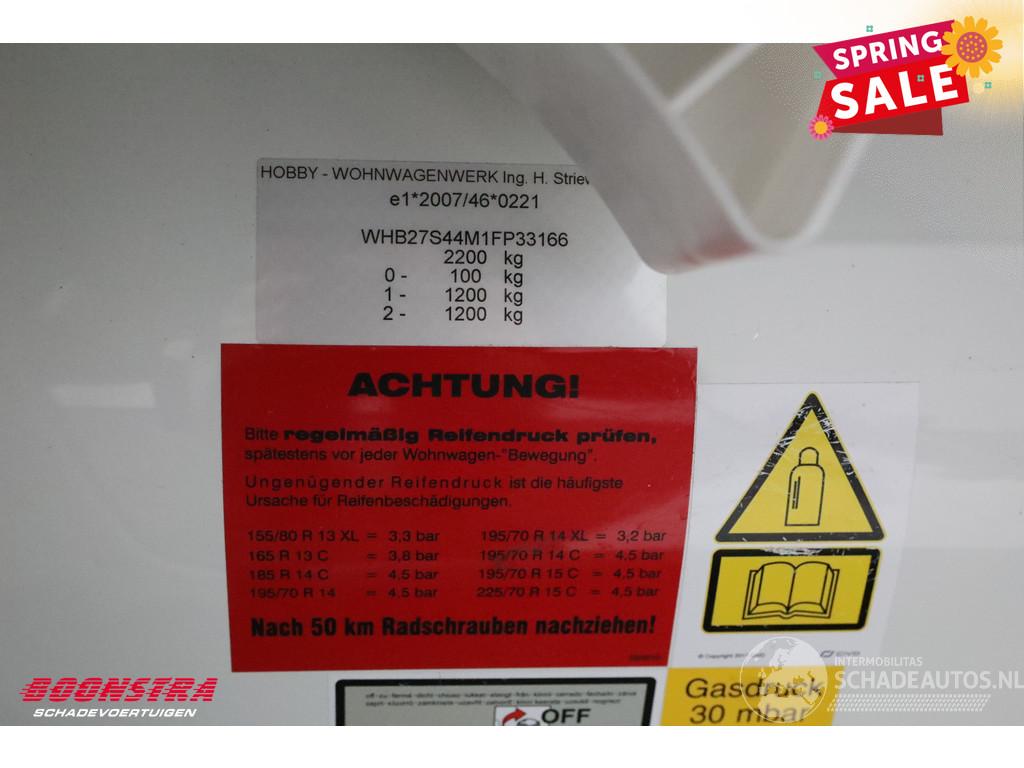 SPRING
SALE
HOBBY - WOHNWAGENWERK Ing. H.
e1*2007/46*0221
WHB27S44M1FP33166
2200 kg
0 - 100 kg
1 - 1200 kg
2 - 1200 kg
ACHTUNG!
Bitte regelmäßig Reifendruck prüfen,
spätestens vor jeder Wohnwagen-"Bewegung".
Ungenügender Reifendruck ist die häufigste
Ursache für Reifenbeschädigungen.
155/80 R 13 XL = 3,3 bar 195/70 R 14 XL = 3,2 bar
165 R 13 C = 3,8 bar 195/70 R 14 C = 4,5 bar
185 R 14 C = 4,5 bar 195/70 R 15 C = 4,5 bar
195/70 R 14 = 4,5 bar 225/70 R 15 C = 4,5 bar
Nach 50 km Radschrauben nachziehen!
© Copyright
Gasdruck
30 mbar
OFF
BOONSTRA
SCHADEVOERTUIGEN
INTERMOBILITAS
SCHADEAUTOS.NL